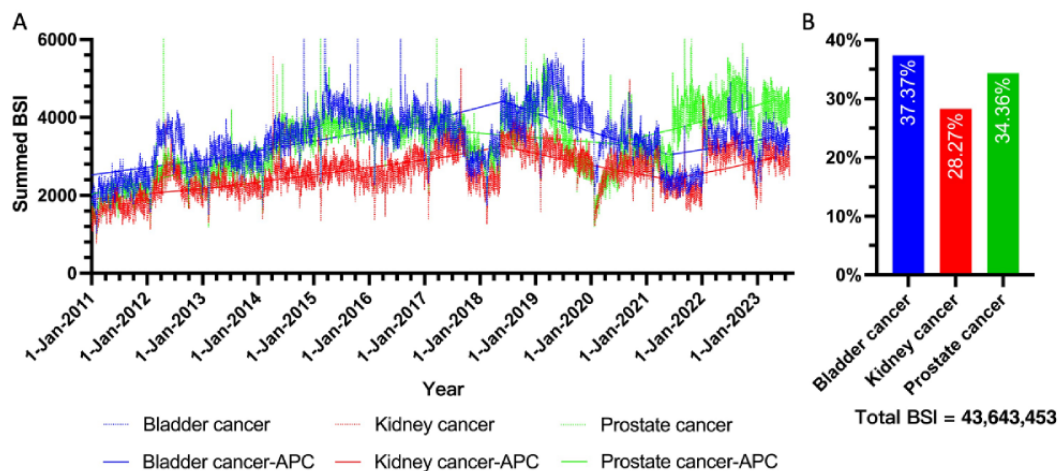 A
Summed BSI
6000
4000
2000
0
1-Jan-2011
1-Jan-2012
1-Jan-2013
1-Jan-2014
1-Jan-2015
1-Jan-2016
1-Jan-2017
1-Jan-2018
1-Jan-2019
1-Jan-2020
1-Jan-2021
1-Jan-2022
1-Jan-2023
Year
Bladder cancer
Kidney cancer
Prostate cancer
Bladder cancer-APC
Kidney cancer-APC
Prostate cancer-APC
B
40%
30%
20%
10%
0%
37.37%
28.27%
34.36%
Bladder cancer
Kidney cancer
Prostate cancer
Total BSI = 43,643,453